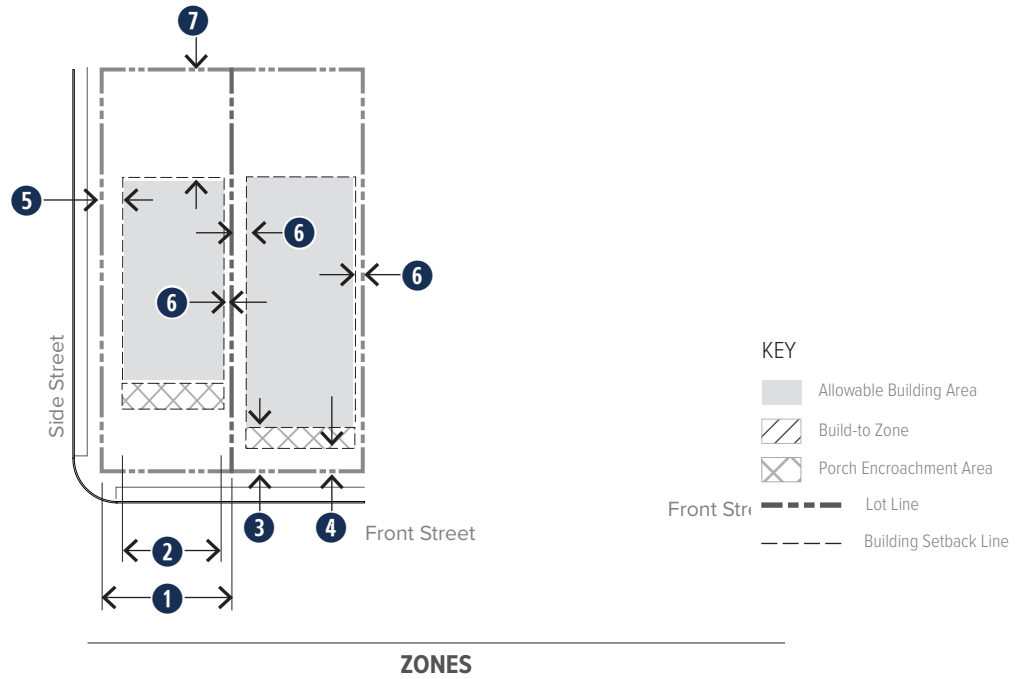 7
5
6
6
6
Side Street
3
4
Front Street
2
1
KEY
Allowable Building Area
Build-to Zone
Porch Encroachment Area
Front Stre
Lot Line
Building Setback Line
ZONES